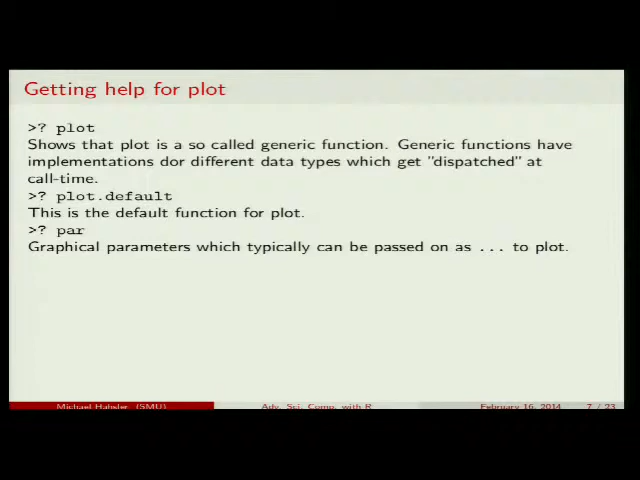 Getting help for plot
>? plot
Shows that plot is a so called generic function. Generic functions have
implementations dor different data types which get "dispatched" at
call-time.
>? plot.default
This is the default function for plot.
>? par
Graphical parameters which typically can be passed on as ... to plot.
Michael Hahsler (SMU) Adv. Sci. Comp. with R February 16, 2014 7 / 23